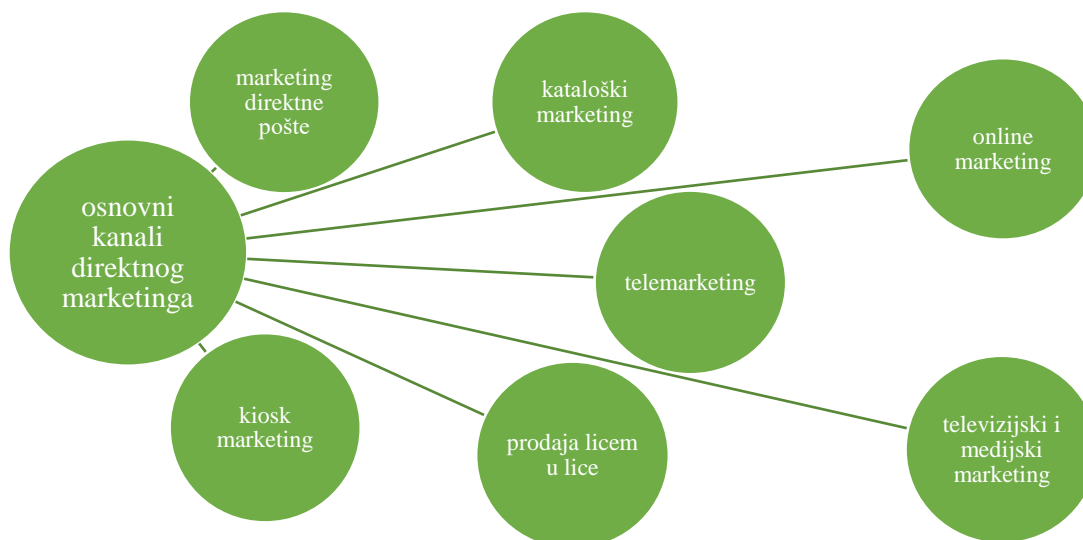 marketing
direktne
pošte
kataloški
marketing
online
marketing
osnovni
kanali
direktnog
marketinga
telemarketing
kiosk
marketing
prodaja licem
u lice
televizijski i
medijski
marketing